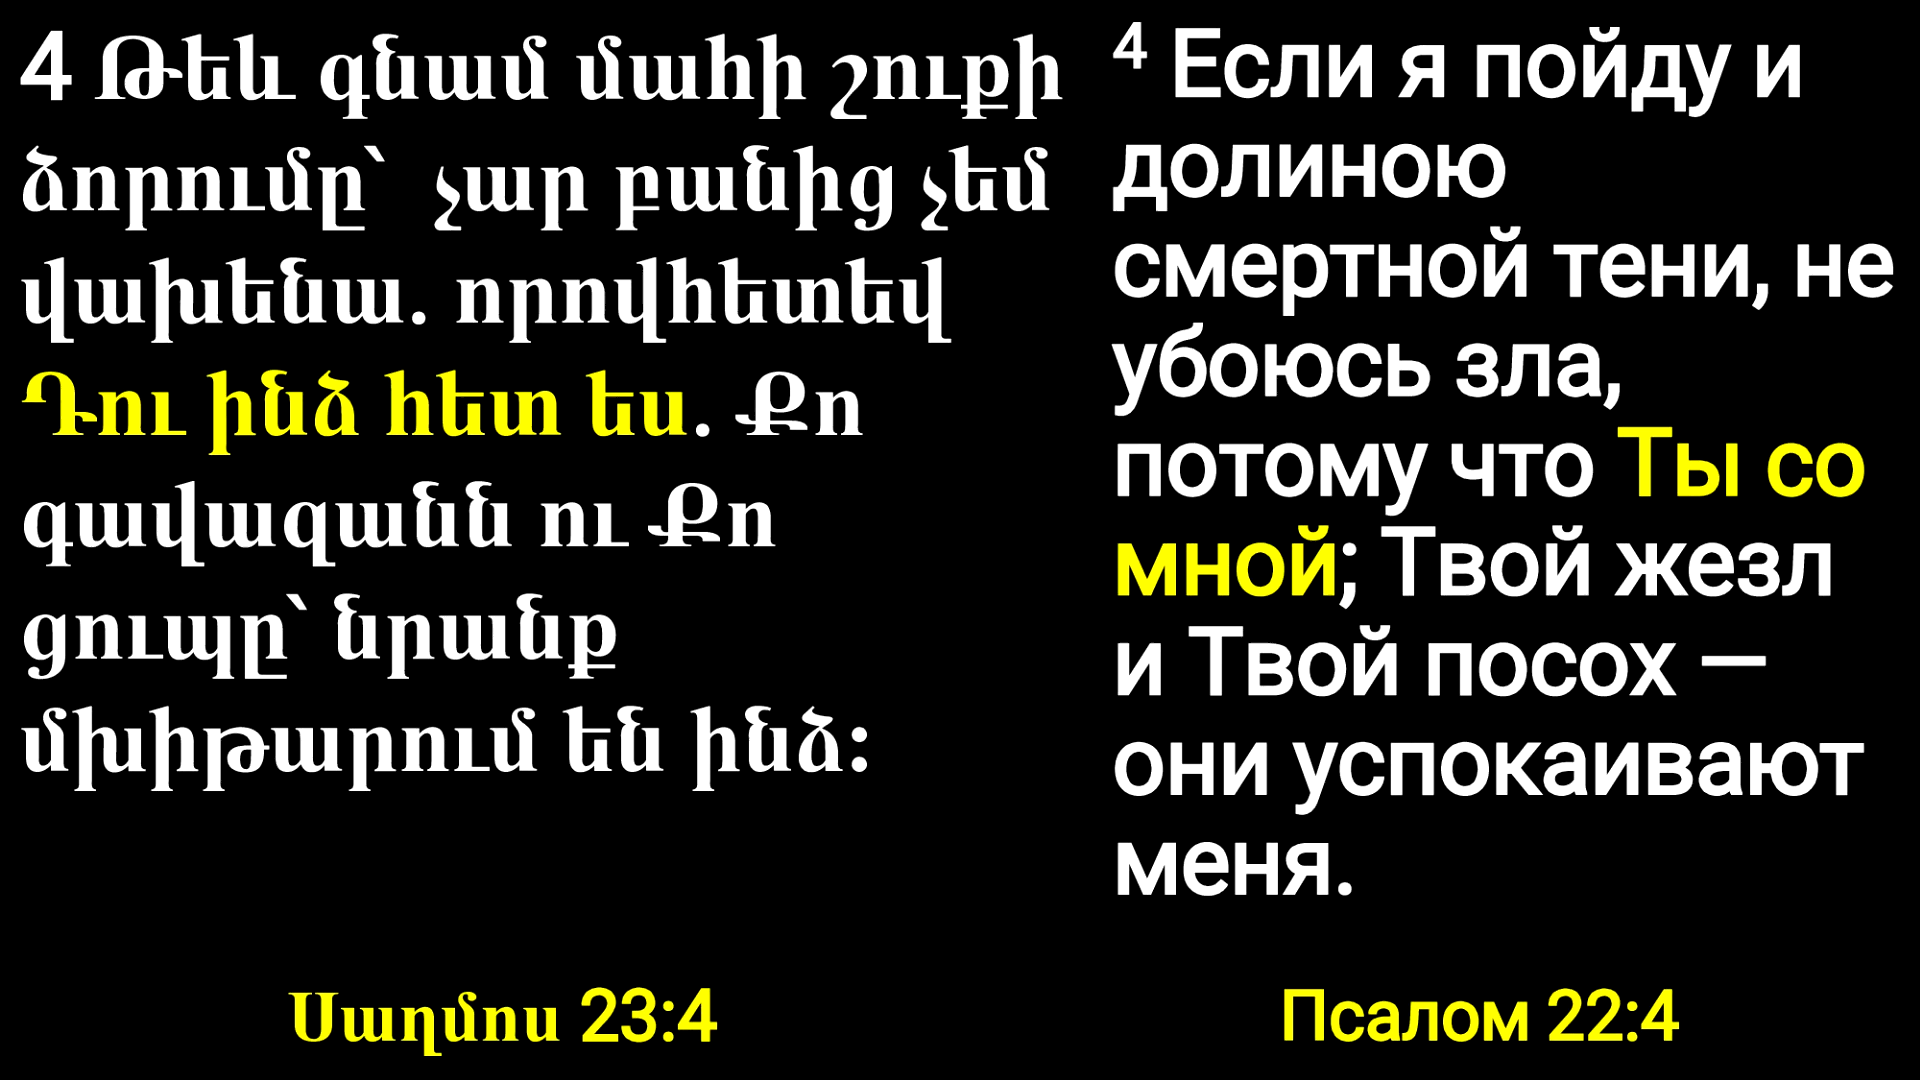 4 Թեև գնամ մահի շուքի
ձորումը՝ չար բանից չեմ
վախենա. որովհետեվ
Դու ինձ հետ ես. Քո
գավազանն ու Քո
ցուպը՝ նրանք
մխիթարում են ինձ:
Սաղմոս 23:4
4 Если я пойду и
долиною
смертной тени, не
убоюсь зла,
потому что Ты со
мной; Твой жезл
и Твой посох —
они успокаивают
меня.
Псалом 22:4